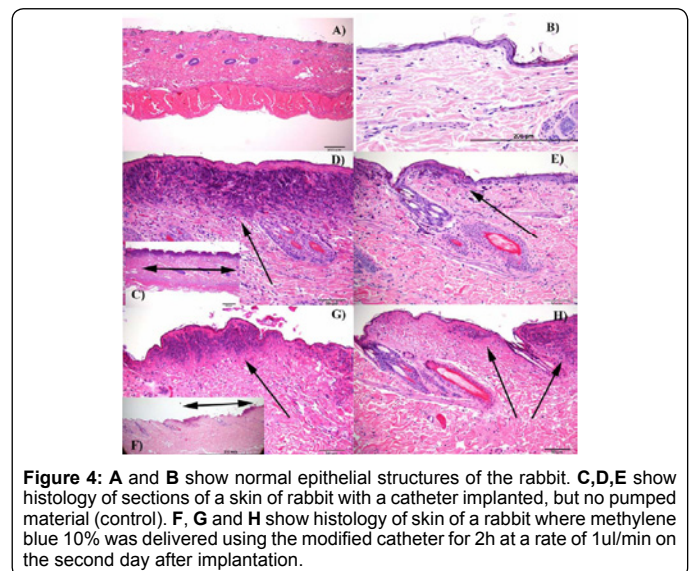 A)
B)
D)
E)
C)
G)
H)
F)
Figure 4: A and B show normal epithelial structures of the rabbit. C,D,E show
histology of sections of a skin of rabbit with a catheter implanted, but no pumped
material (control). F, G and H show histology of skin of a rabbit where methylene
blue 10% was delivered using the modified catheter for 2h at a rate of 1ul/min on
the second day after implantation.